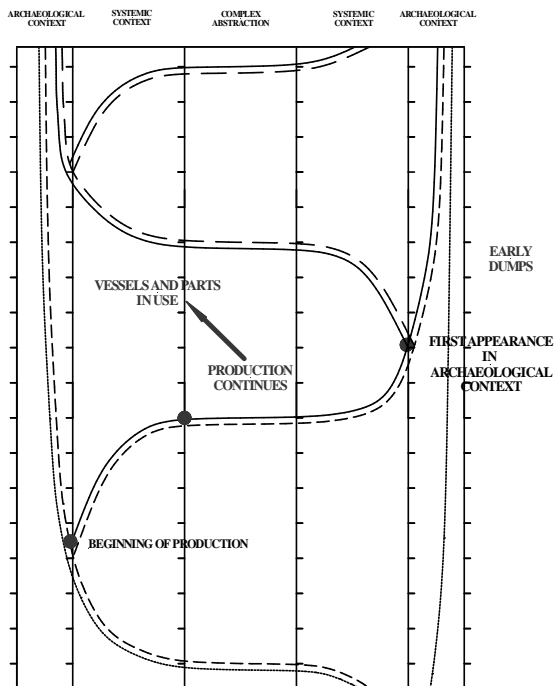 ARCHAEOLOGICAL
CONTEXT
SYSTEMIC
CONTEXT
COMPLEX
ABSTRACTION
SYSTEMIC
CONTEXT
ARCHAEOLOGICAL
CONTEXT
EARLY
DUMPS
VESSELS AND PARTS
IN USE
FIRST APPEARANCE
IN
ARCHAEOLOGICAL
CONTEXT
PRODUCTION
CONTINUES
BEGINNING OF PRODUCTION